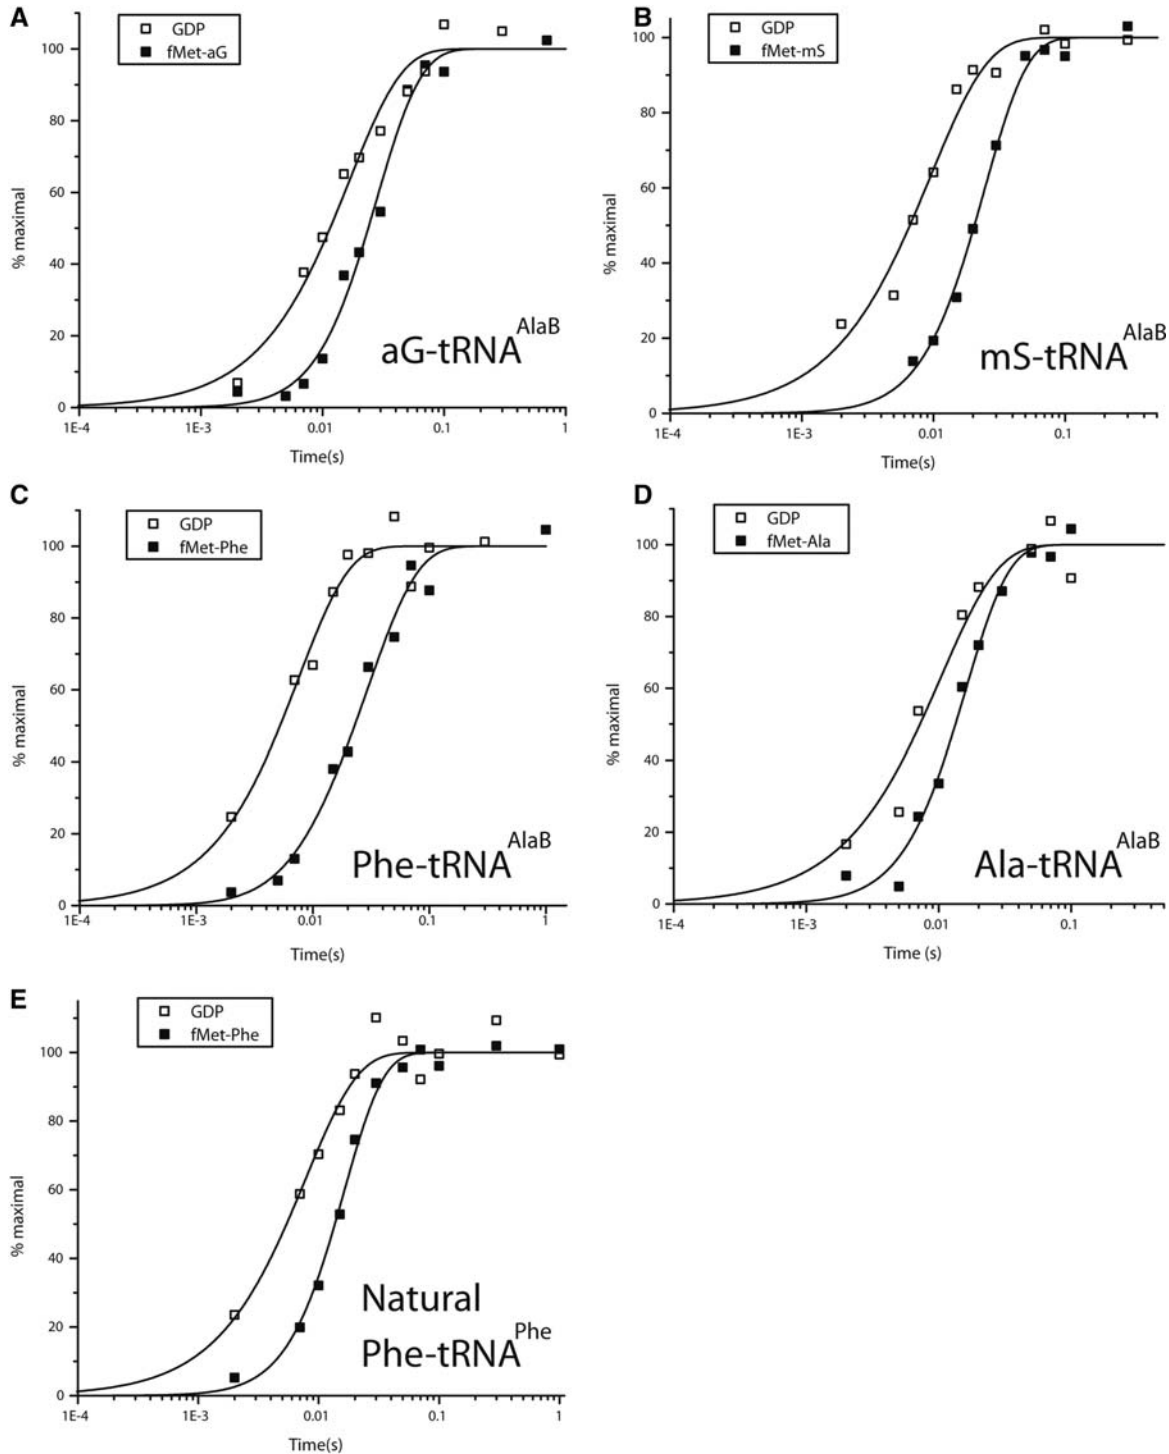 A
GDP
fMet-aG
100
80
60
40
20
0
% maximal
aG-tRNA^AlaB
1E-4 1E-3 0.01 0.1 1
Time(s)
B
GDP
fMet-mS
100
80
60
40
20
0
% maximal
mS-tRNA^AlaB
1E-4 1E-3 0.01 0.1
Time(s)
C
GDP
fMet-Phe
100
80
60
40
20
0
% maximal
Phe-tRNA^AlaB
1E-4 1E-3 0.01 0.1 1
Time(s)
D
GDP
fMet-Ala
100
80
60
40
20
0
% maximal
Ala-tRNA^AlaB
1E-4 1E-3 0.01 0.1
Time (s)
E
GDP
fMet-Phe
100
80
60
40
20
0
% maximal
Natural
Phe-tRNA^Phe
1E-4 1E-3 0.01 0.1 1
Time(s)